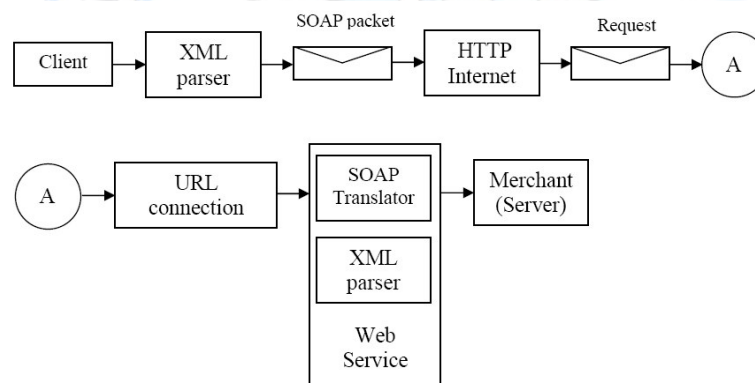 SOAP packet
Request
Client
XML
parser
HTTP
Internet
A
A
URL
connection
SOAP
Translator
XML
parser
Web
Service
Merchant
(Server)